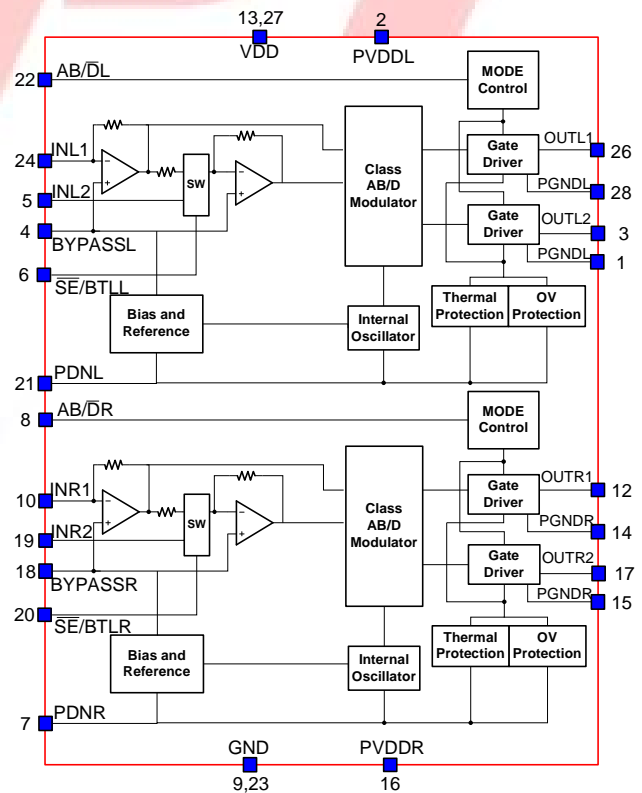 13,27
VDD
2
PVDDL
22
AB/D̅L
MODE
Control
24
INL1
SW
Class
AB/D
Modulator
Gate
Driver
OUTL1
26
PGNDL
28
5
INL2
4
BYPASSL
Gate
Driver
OUTL2
3
PGNDL
1
6
S̅E̅/BTLL
Bias and
Reference
Internal
Oscillator
Thermal
Protection
OV
Protection
21
PDNL
8
AB/D̅R
MODE
Control
10
INR1
SW
Class
AB/D
Modulator
Gate
Driver
OUTR1
12
PGNDR
14
19
INR2
18
BYPASSR
Gate
Driver
OUTR2
17
PGNDR
15
20
S̅E̅/BTLR
Bias and
Reference
Internal
Oscillator
Thermal
Protection
OV
Protection
7
PDNR
GND
9,23
PVDDR
16